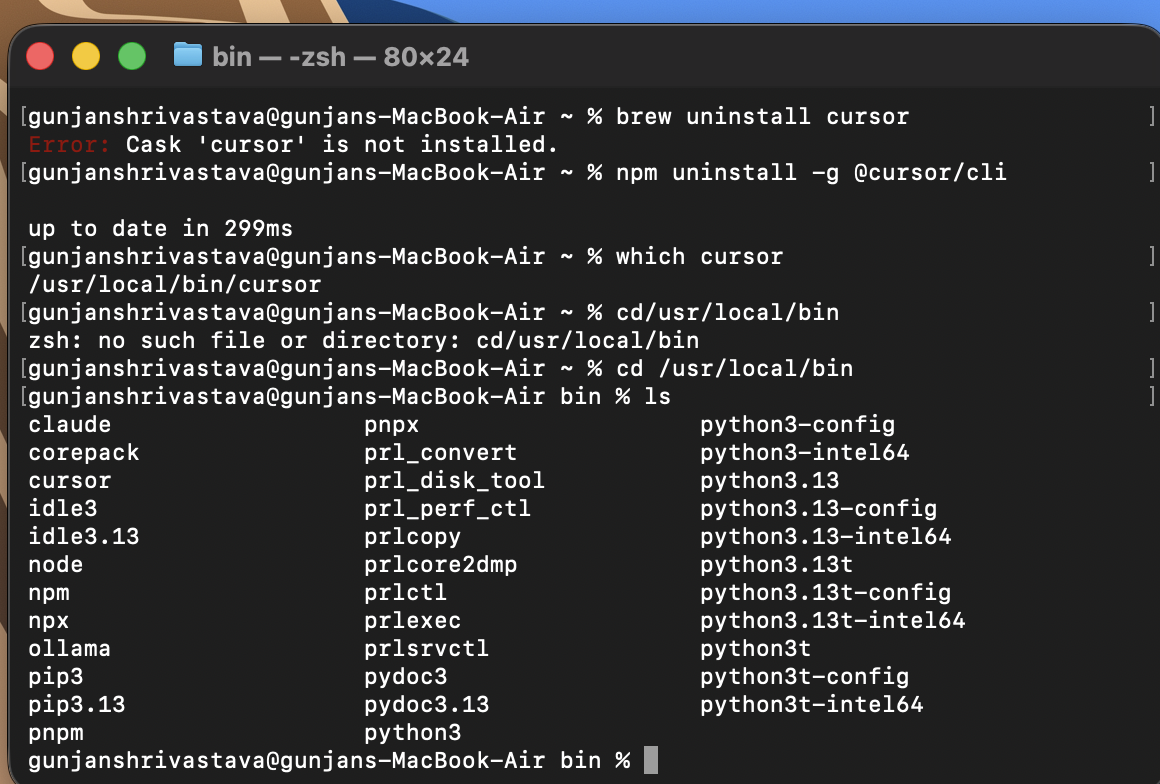 bin — -zsh — 80×24
[gunjanshrivastava@gunjans-MacBook-Air ~ % brew uninstall cursor ]
Error: Cask 'cursor' is not installed.
[gunjanshrivastava@gunjans-MacBook-Air ~ % npm uninstall -g @cursor/cli ]
up to date in 299ms
[gunjanshrivastava@gunjans-MacBook-Air ~ % which cursor ]
/usr/local/bin/cursor
[gunjanshrivastava@gunjans-MacBook-Air ~ % cd/usr/local/bin ]
zsh: no such file or directory: cd/usr/local/bin
[gunjanshrivastava@gunjans-MacBook-Air ~ % cd /usr/local/bin ]
[gunjanshrivastava@gunjans-MacBook-Air bin % ls ]
claude pnpx python3-config
corepack prl_convert python3-intel64
cursor prl_disk_tool python3.13
idle3 prl_perf_ctl python3.13-config
idle3.13 prlcopy python3.13-intel64
node prlcore2dmp python3.13t
npm prlctl python3.13t-config
npx prlexec python3.13t-intel64
ollama prlsrvctl python3t
pip3 pydoc3 python3t-config
pip3.13 pydoc3.13 python3t-intel64
pnpm python3
gunjanshrivastava@gunjans-MacBook-Air bin %